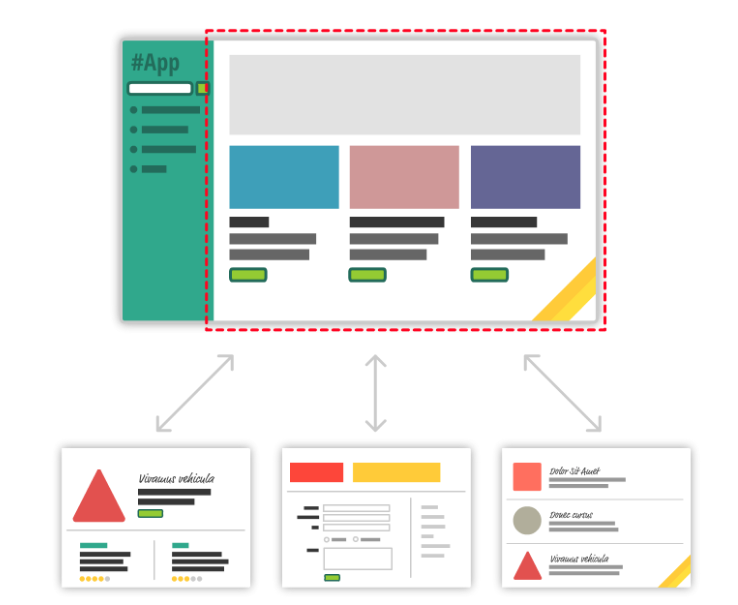 #App
Vivamus vehicula
Dolor Sit Amet
Donec cursus
Vivamus vehicula